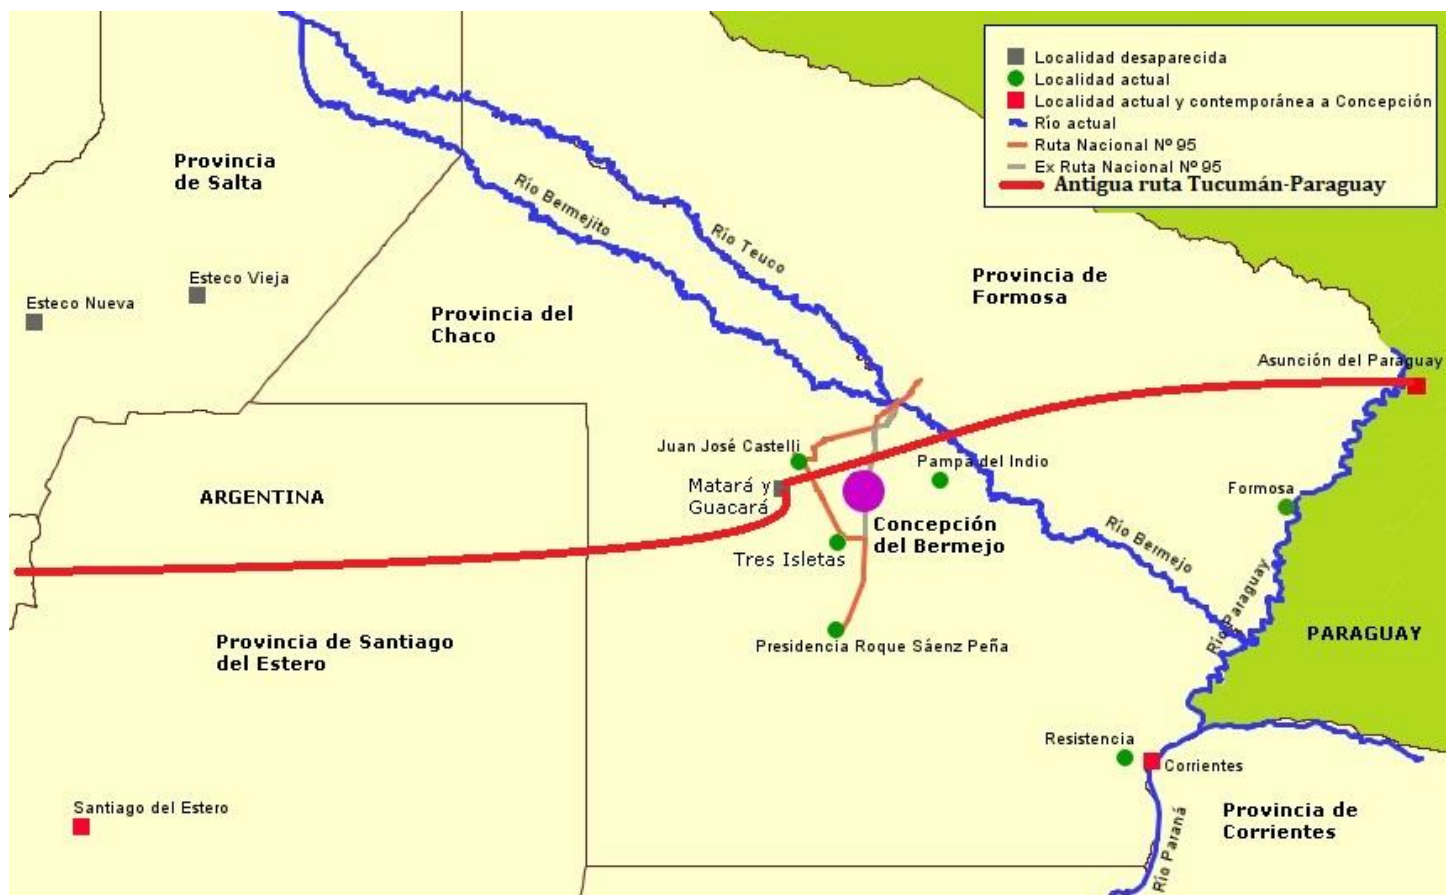 Localidad desaparecida
Localidad actual
Localidad actual y contemporánea a Concepción
Río actual
Ruta Nacional Nº 95
Ex Ruta Nacional Nº 95
Antigua ruta Tucumán-Paraguay
Provincia
de Salta
Río Bermejito
Río Teuco
Esteco Vieja
Esteco Nueva
Provincia del
Chaco
Provincia de
Formosa
Asunción del Paraguay
Juan José Castelli
Pampa del Indio
Matará y
Guacará
ARGENTINA
Formosa
Concepción
del Bermejo
Tres Isletas
Río Bermejo
Río Paraguay
PARAGUAY
Provincia de Santiago
del Estero
Presidencia Roque Sáenz Peña
Resistencia
Corrientes
Santiago del Estero
Provincia de
Corrientes
Río Paraná